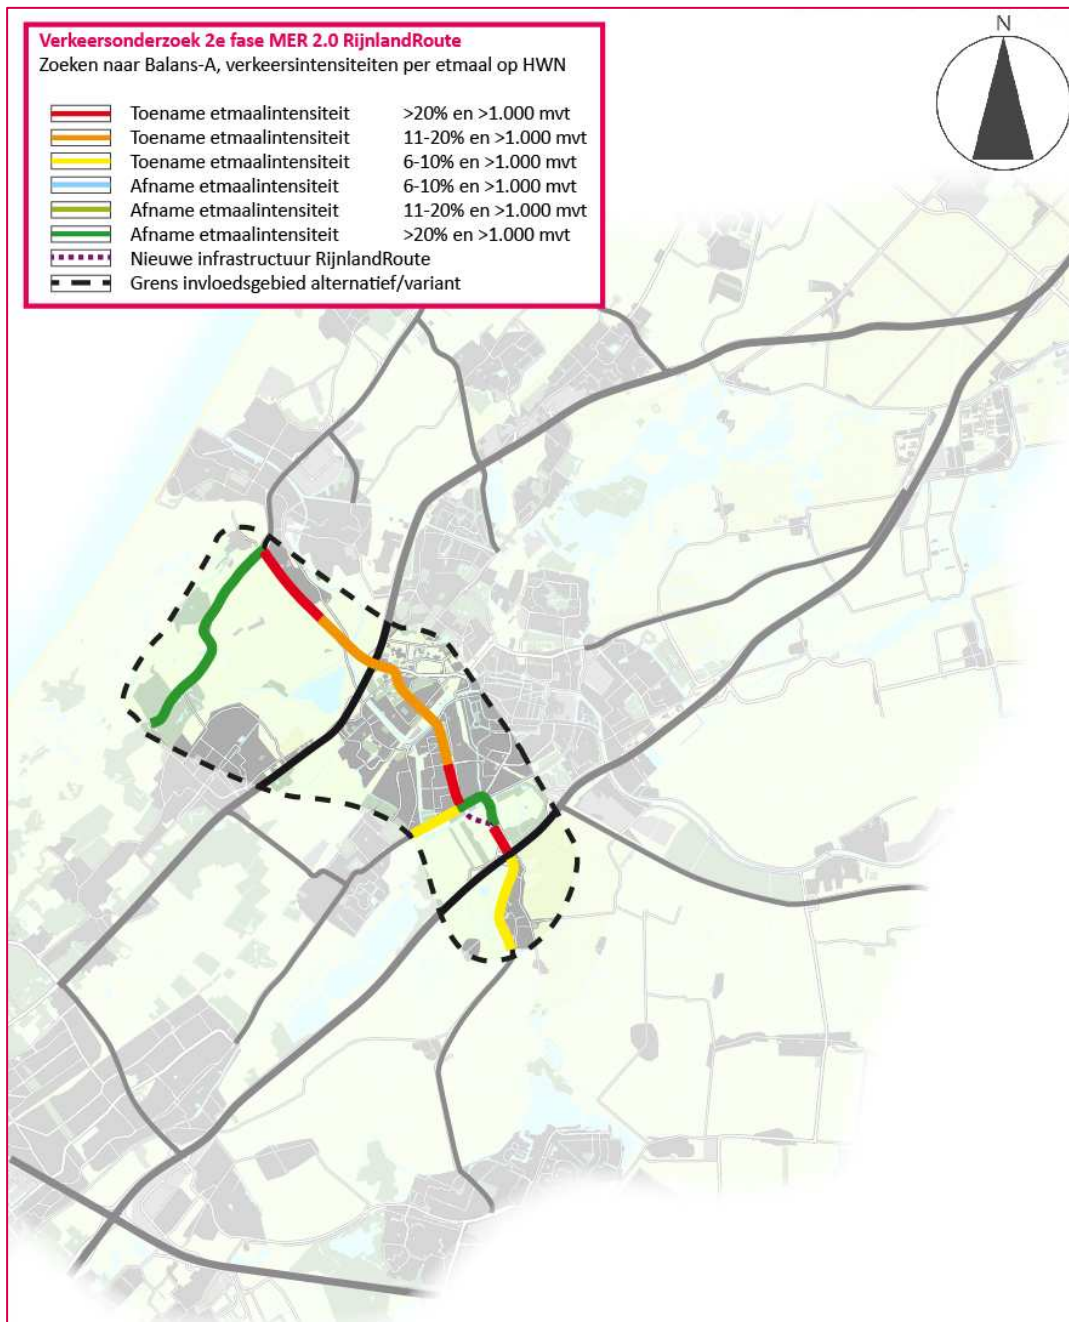 Verkeersonderzoek 2e fase MER 2.0 RijnlandRoute
Zoeken naar Balans-A, verkeersintensiteiten per etmaal op HWN
Toename etmaalintensiteit >20% en >1.000 mvt
Toename etmaalintensiteit 11-20% en >1.000 mvt
Toename etmaalintensiteit 6-10% en >1.000 mvt
Afname etmaalintensiteit 6-10% en >1.000 mvt
Afname etmaalintensiteit 11-20% en >1.000 mvt
Afname etmaalintensiteit >20% en >1.000 mvt
Nieuwe infrastructuur RijnlandRoute
Grens invloedsgebied alternatief/variant
N